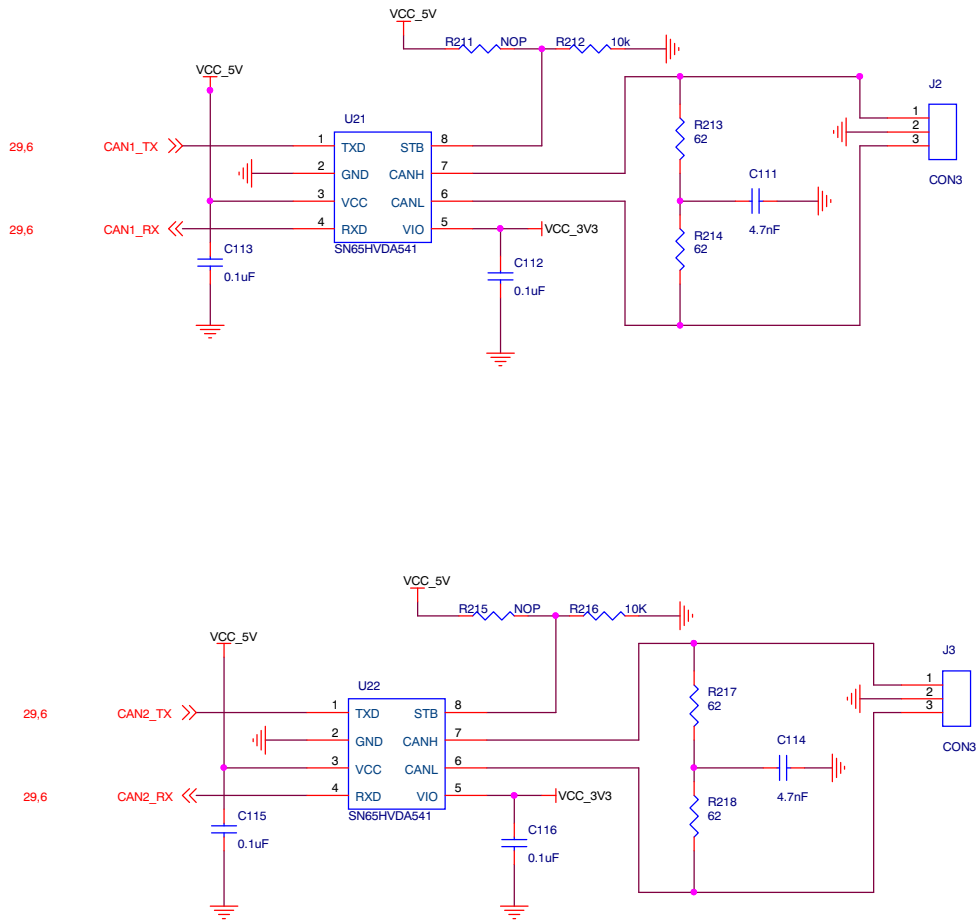 VCC_5V
R211 NOP R212 10k
VCC_5V
J2
U21
1
R213
2
29,6 CAN1_TX 1 TXD STB 8 62 3
2 GND CANH 7 C111
CON3
3 VCC CANL 6
29,6 CAN1_RX 4 RXD VIO 5 VCC_3V3 4.7nF
R214
SN65HVDA541 62
C113 C112
0.1uF 0.1uF
VCC_5V
R215 NOP R216 10K
VCC_5V
J3
U22
1
R217
2
29,6 CAN2_TX 1 TXD STB 8 62 3
2 GND CANH 7 C114
CON3
3 VCC CANL 6
29,6 CAN2_RX 4 RXD VIO 5 VCC_3V3 4.7nF
R218
SN65HVDA541 62
C115 C116
0.1uF 0.1uF